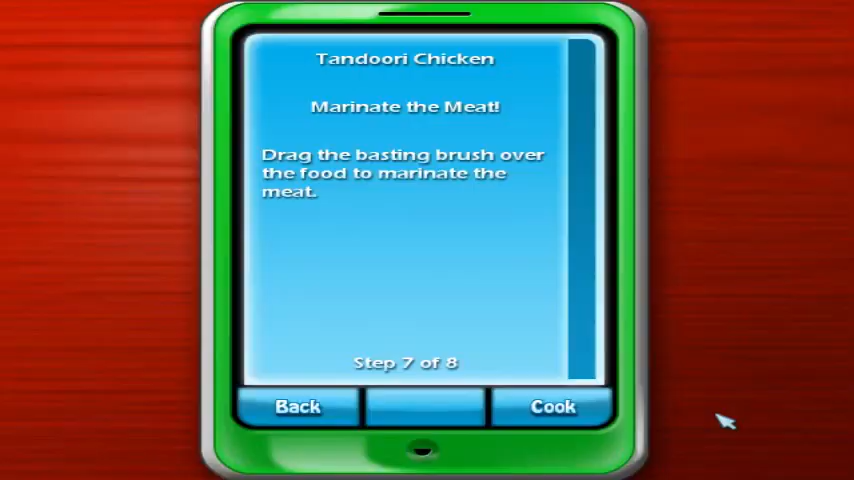 Tandoori Chicken
Marinate the Meat!
Drag the basting brush over
the food to marinate the
meat.
Step 7 of 8
Back
Cook